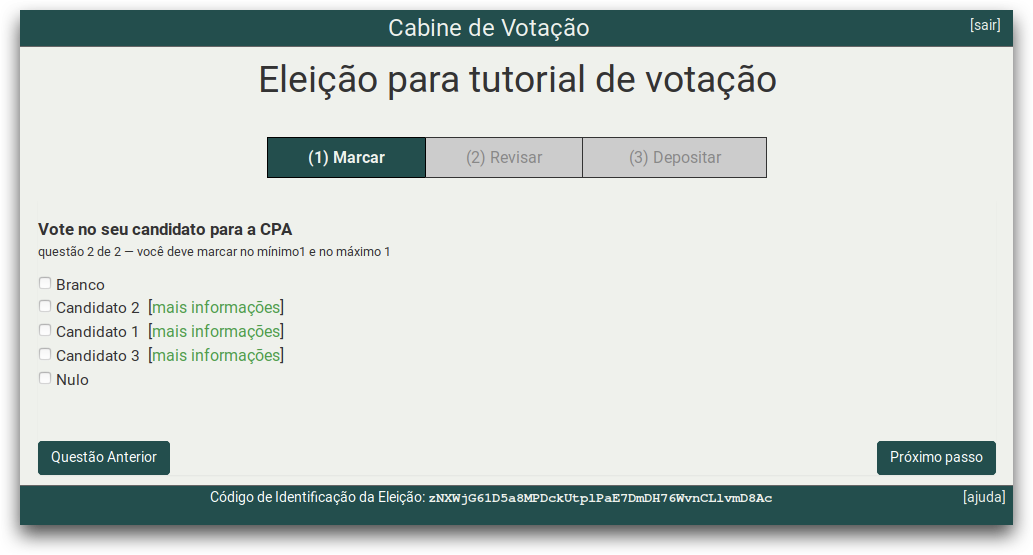 Cabine de Votação [sair]
Eleição para tutorial de votação
(1) Marcar (2) Revisar (3) Depositar
Vote no seu candidato para a CPA
questão 2 de 2 — você deve marcar no mínimo1 e no máximo 1
Branco
Candidato 2 [mais informações]
Candidato 1 [mais informações]
Candidato 3 [mais informações]
Nulo
Questão Anterior Próximo passo
Código de Identificação da Eleição: zNXWjG61D5a8MPDckUtp1PaE7DmDH76WvnCL1vmD8Ac [ajuda]